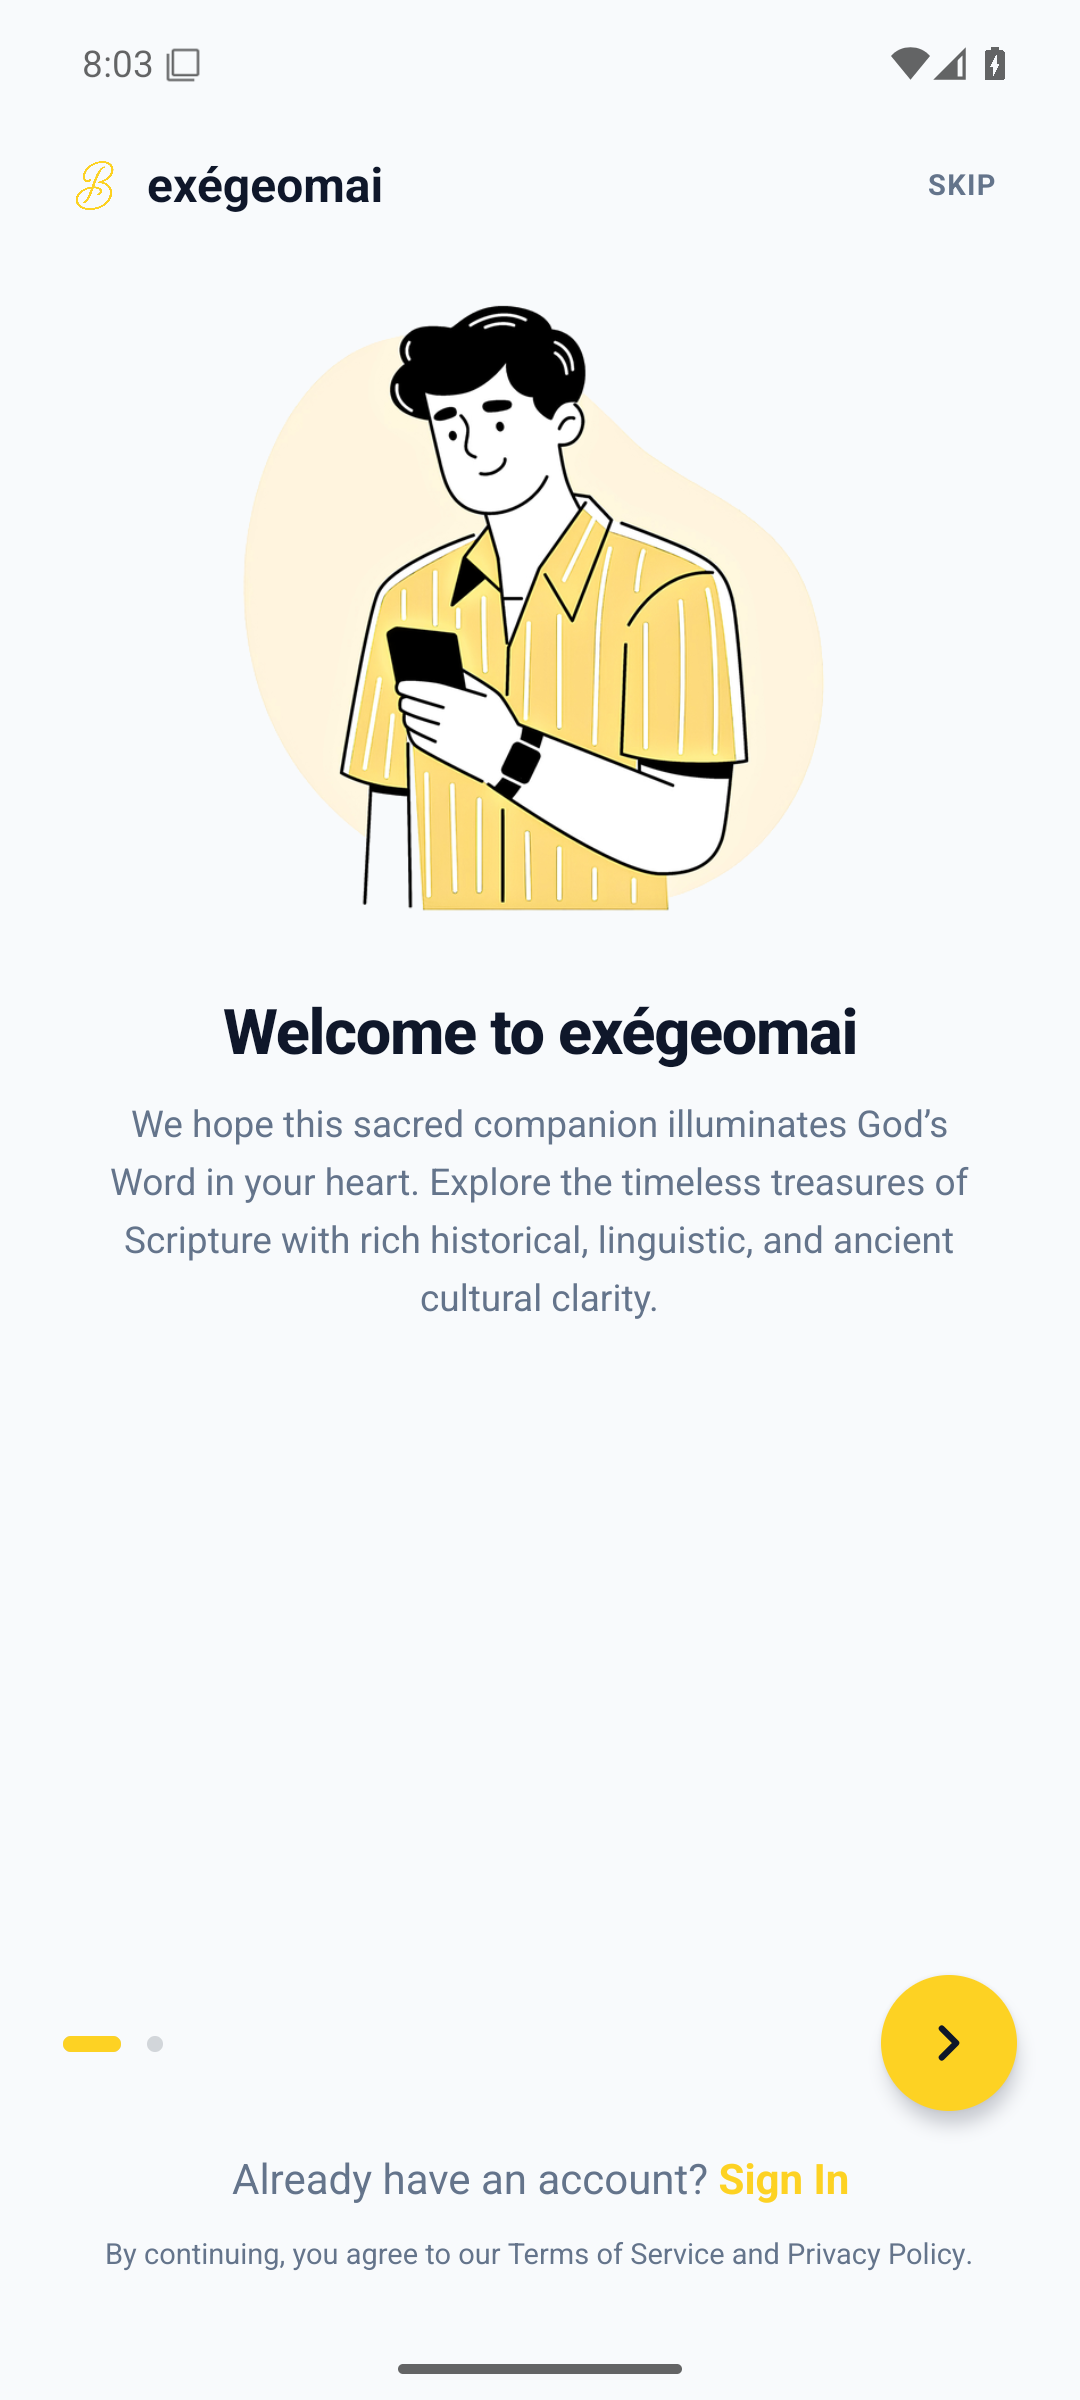 8:03
B exégeomai
SKIP
Welcome to exégeomai
We hope this sacred companion illuminates God’s
Word in your heart. Explore the timeless treasures of
Scripture with rich historical, linguistic, and ancient
cultural clarity.
Already have an account? Sign In
By continuing, you agree to our Terms of Service and Privacy Policy.